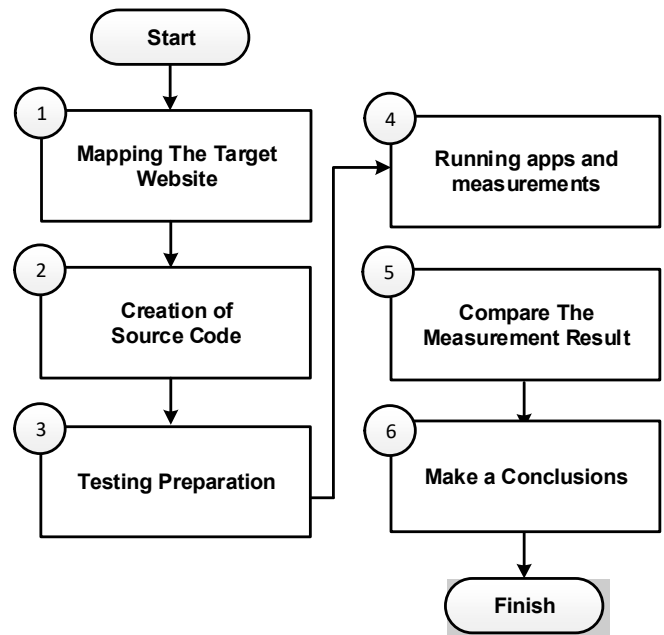 Start
1
Mapping The Target
Website
2
Creation of
Source Code
3
Testing Preparation
4
Running apps and
measurements
5
Compare The
Measurement Result
6
Make a Conclusions
Finish